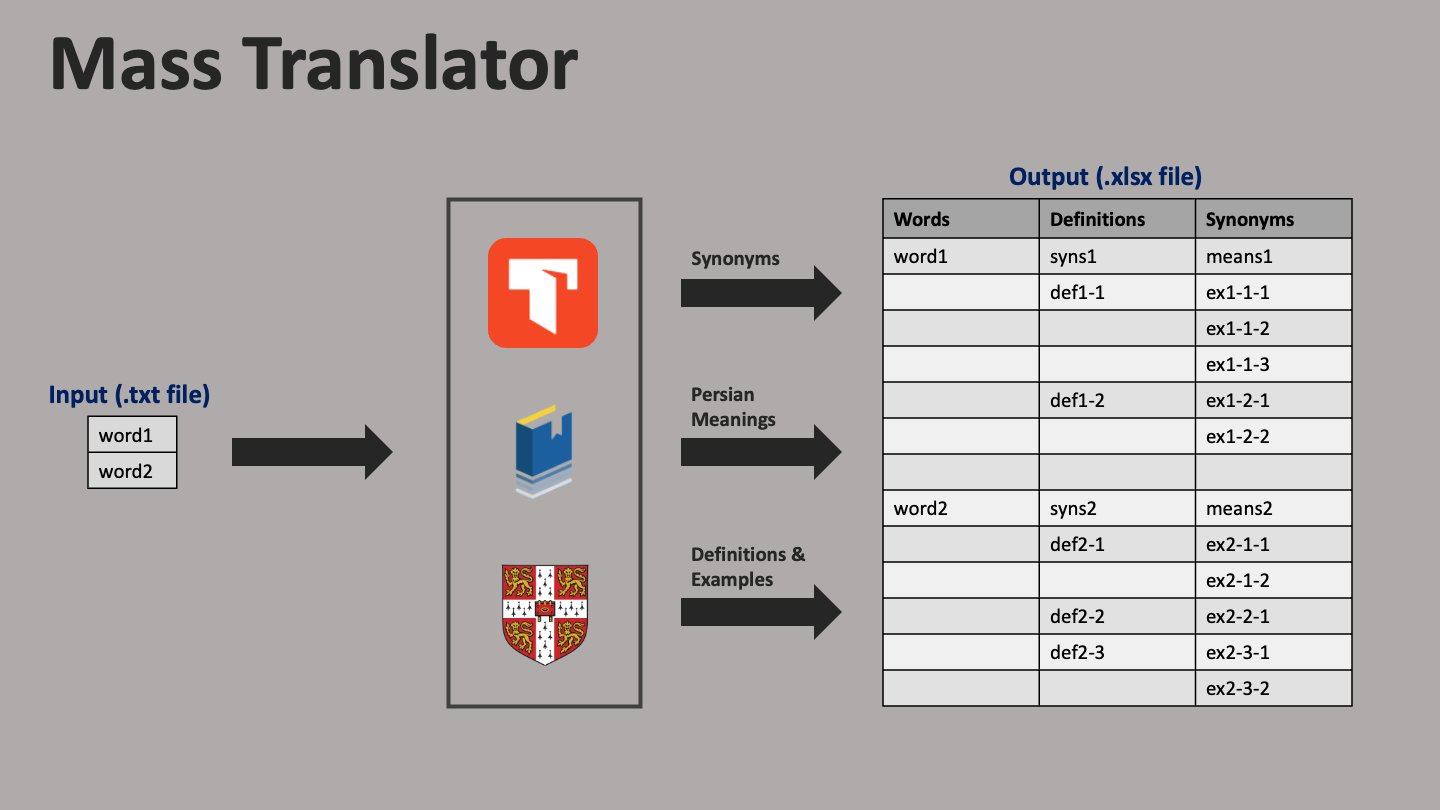 Mass Translator
Input (.txt file)
word1
word2
Synonyms
Persian
Meanings
Definitions &
Examples
Output (.xlsx file)
Words Definitions Synonyms
word1 syns1 means1
def1-1 ex1-1-1
ex1-1-2
ex1-1-3
def1-2 ex1-2-1
ex1-2-2
word2 syns2 means2
def2-1 ex2-1-1
ex2-1-2
def2-2 ex2-2-1
def2-3 ex2-3-1
ex2-3-2